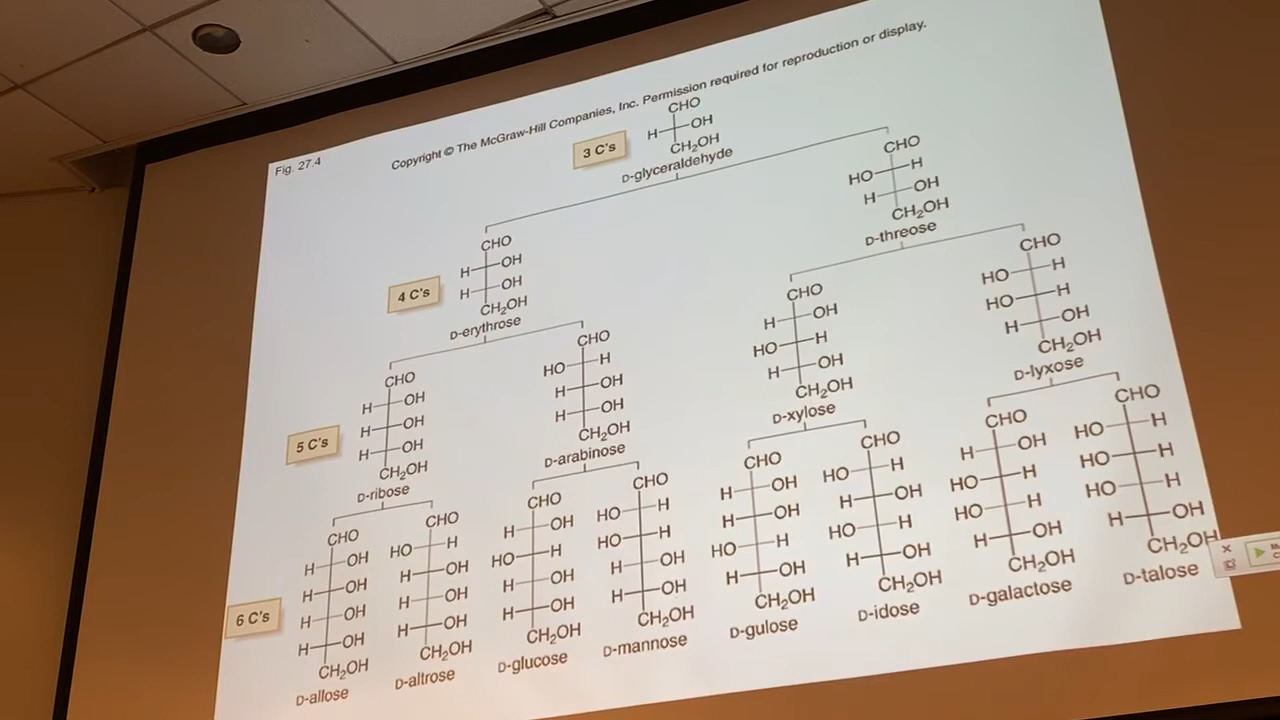 Fig. 27.4
Copyright © The McGraw-Hill Companies, Inc. Permission required for reproduction or display.
3 C's
CHO
H OH
CH₂OH
D-glyceraldehyde
4 C's
CHO
H OH
H OH
CH₂OH
D-erythrose
CHO
HO H
H OH
CH₂OH
D-threose
5 C's
CHO
H OH
H OH
H OH
CH₂OH
D-ribose
CHO
HO H
H OH
H OH
CH₂OH
D-arabinose
CHO
H OH
HO H
H OH
CH₂OH
D-xylose
CHO
HO H
HO H
H OH
CH₂OH
D-lyxose
6 C's
CHO
H OH
H OH
H OH
H OH
CH₂OH
D-allose
CHO
HO H
H OH
H OH
H OH
CH₂OH
D-altrose
CHO
H OH
HO H
H OH
H OH
CH₂OH
D-glucose
CHO
HO H
HO H
H OH
H OH
CH₂OH
D-mannose
CHO
H OH
H OH
HO H
H OH
CH₂OH
D-gulose
CHO
HO H
H OH
HO H
H OH
CH₂OH
D-idose
CHO
H OH
HO H
HO H
H OH
CH₂OH
D-galactose
CHO
HO H
HO H
HO H
H OH
CH₂OH
D-talose